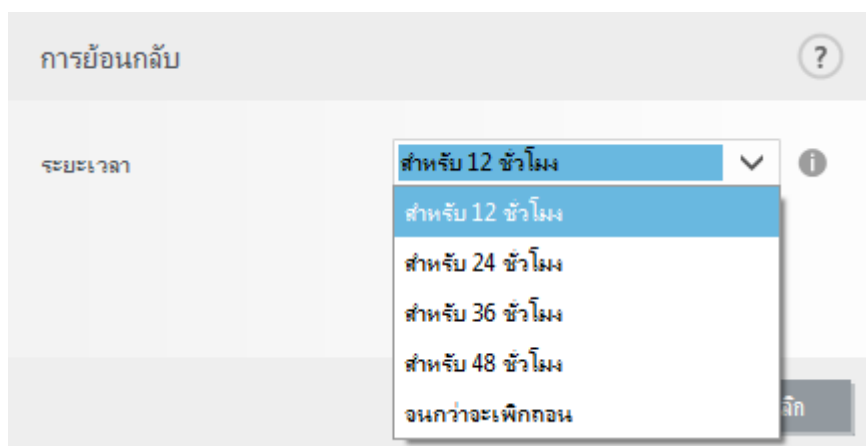 การย้อนกลับ
?
ระยะเวลา
สำหรับ 12 ชั่วโมง
i
สำหรับ 12 ชั่วโมง
สำหรับ 24 ชั่วโมง
สำหรับ 36 ชั่วโมง
สำหรับ 48 ชั่วโมง
จนกว่าจะเพิกถอน